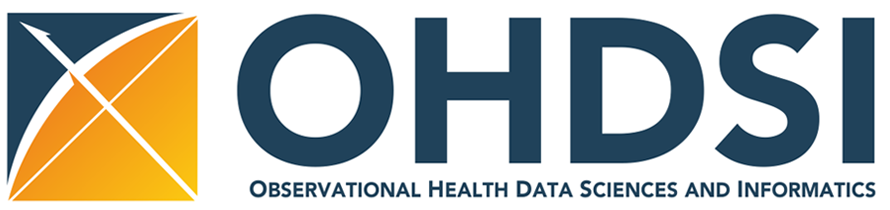 OHDSI
OBSERVATIONAL HEALTH DATA SCIENCES AND INFORMATICS